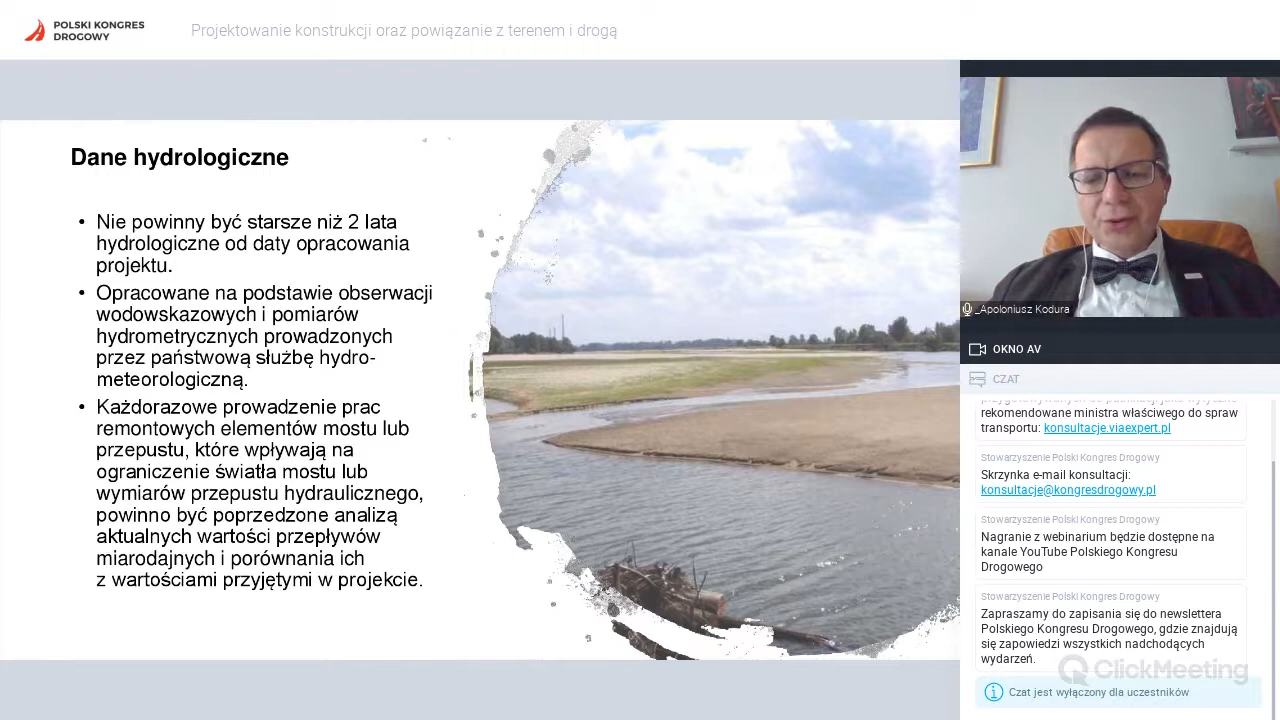 POLSKI KONGRES
DROGOWY
Projektowanie konstrukcji oraz powiązanie z terenem i drogą
Dane hydrologiczne
• Nie powinny być starsze niż 2 lata
hydrologiczne od daty opracowania
projektu.
• Opracowane na podstawie obserwacji
wodowskazowych i pomiarów
hydrometrycznych prowadzonych
przez państwową służbę hydro-
meteorologiczną.
• Każdorazowe prowadzenie prac
remontowych elementów mostu lub
przepustu, które wpływają na
ograniczenie światła mostu lub
wymiarów przepustu hydraulicznego,
powinno być poprzedzone analizą
aktualnych wartości przepływów
miarodajnych i porównania ich
z wartościami przyjętymi w projekcie.
_Apoloniusz Kodura
OKNO AV
CZAT
rekomendowane ministra właściwego do spraw
transportu: konsultacje.viaexpert.pl
Stowarzyszenie Polski Kongres Drogowy
Skrzynka e-mail konsultacji:
konsultacje@kongresdrogowy.pl
Stowarzyszenie Polski Kongres Drogowy
Nagranie z webinarium będzie dostępne na
kanale YouTube Polskiego Kongresu
Drogowego
Stowarzyszenie Polski Kongres Drogowy
Zapraszamy do zapisania się do newslettera
Polskiego Kongresu Drogowego, gdzie znajdują
się zapowiedzi wszystkich nadchodzących
wydarzeń.
ClickMeeting
Czat jest wyłączony dla uczestników